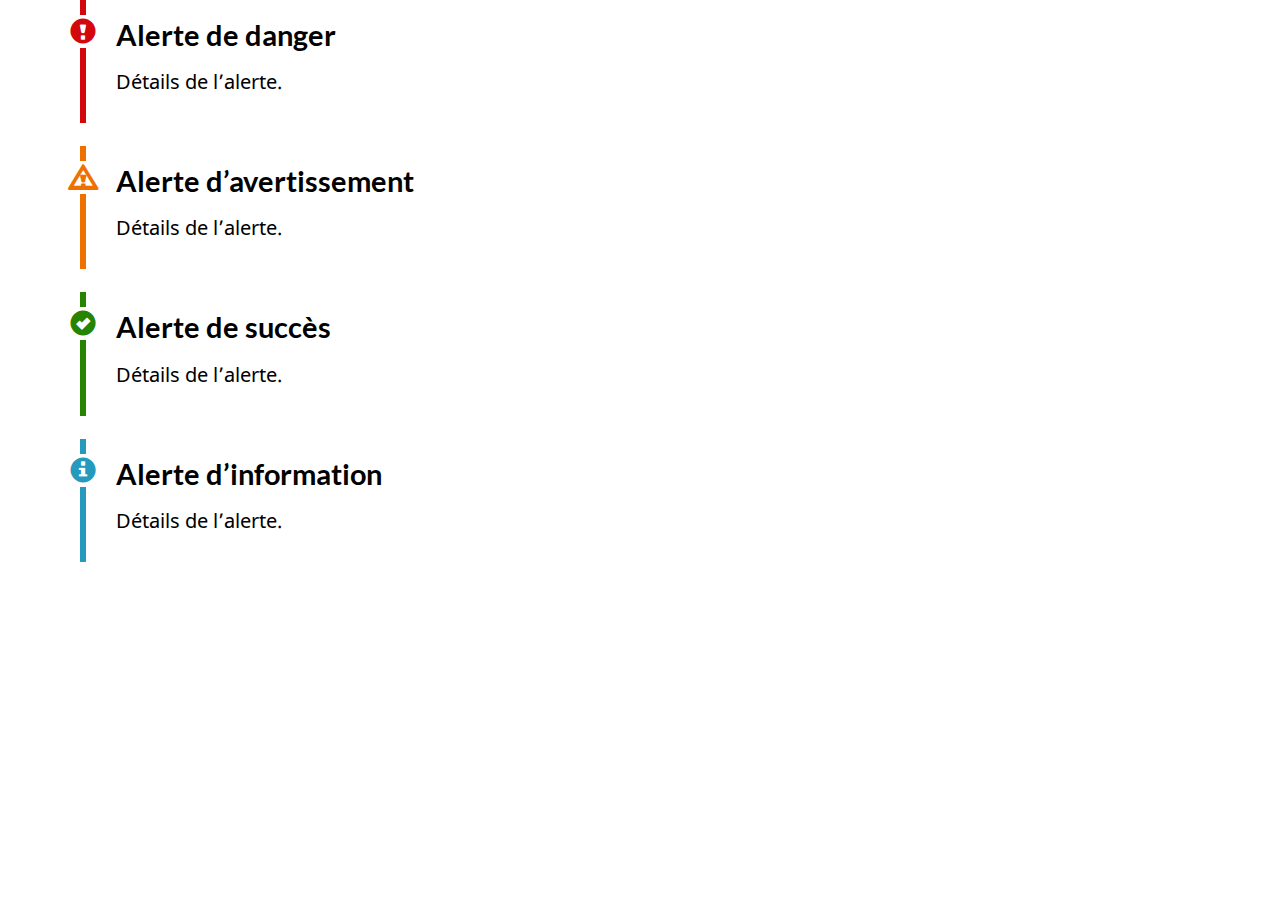 Alerte de danger
Détails de l’alerte.
Alerte d’avertissement
Détails de l’alerte.
Alerte de succès
Détails de l’alerte.
Alerte d’information
Détails de l’alerte.